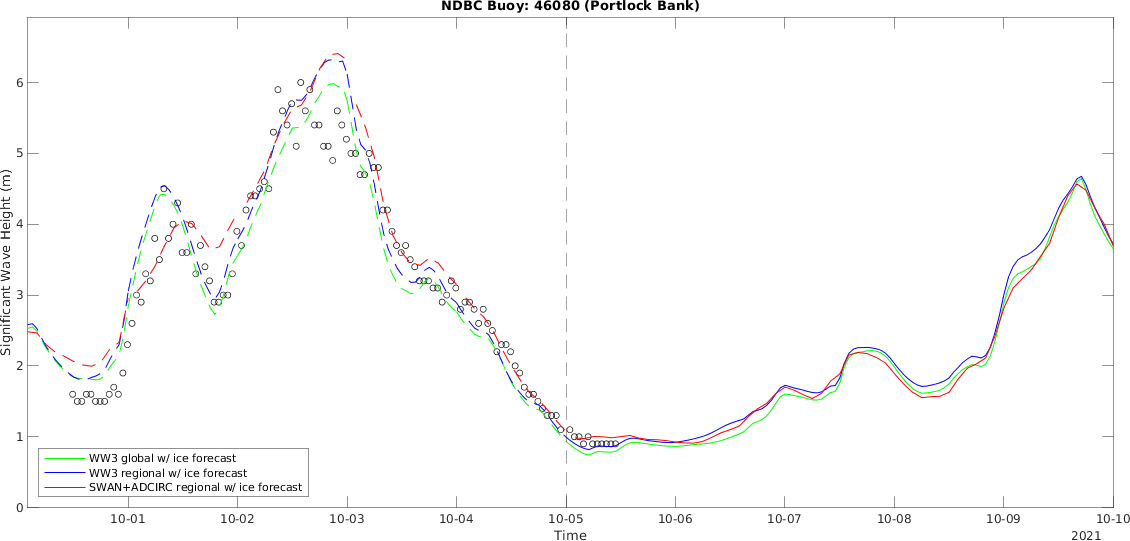 NDBC Buoy: 46080 (Portlock Bank)
Significant Wave Height (m)
6
5
4
3
2
1
0
WW3 global w/ ice forecast
WW3 regional w/ ice forecast
SWAN+ADCIRC regional w/ ice forecast
10-01 10-02 10-03 10-04 10-05 10-06 10-07 10-08 10-09 10-10
Time
2021